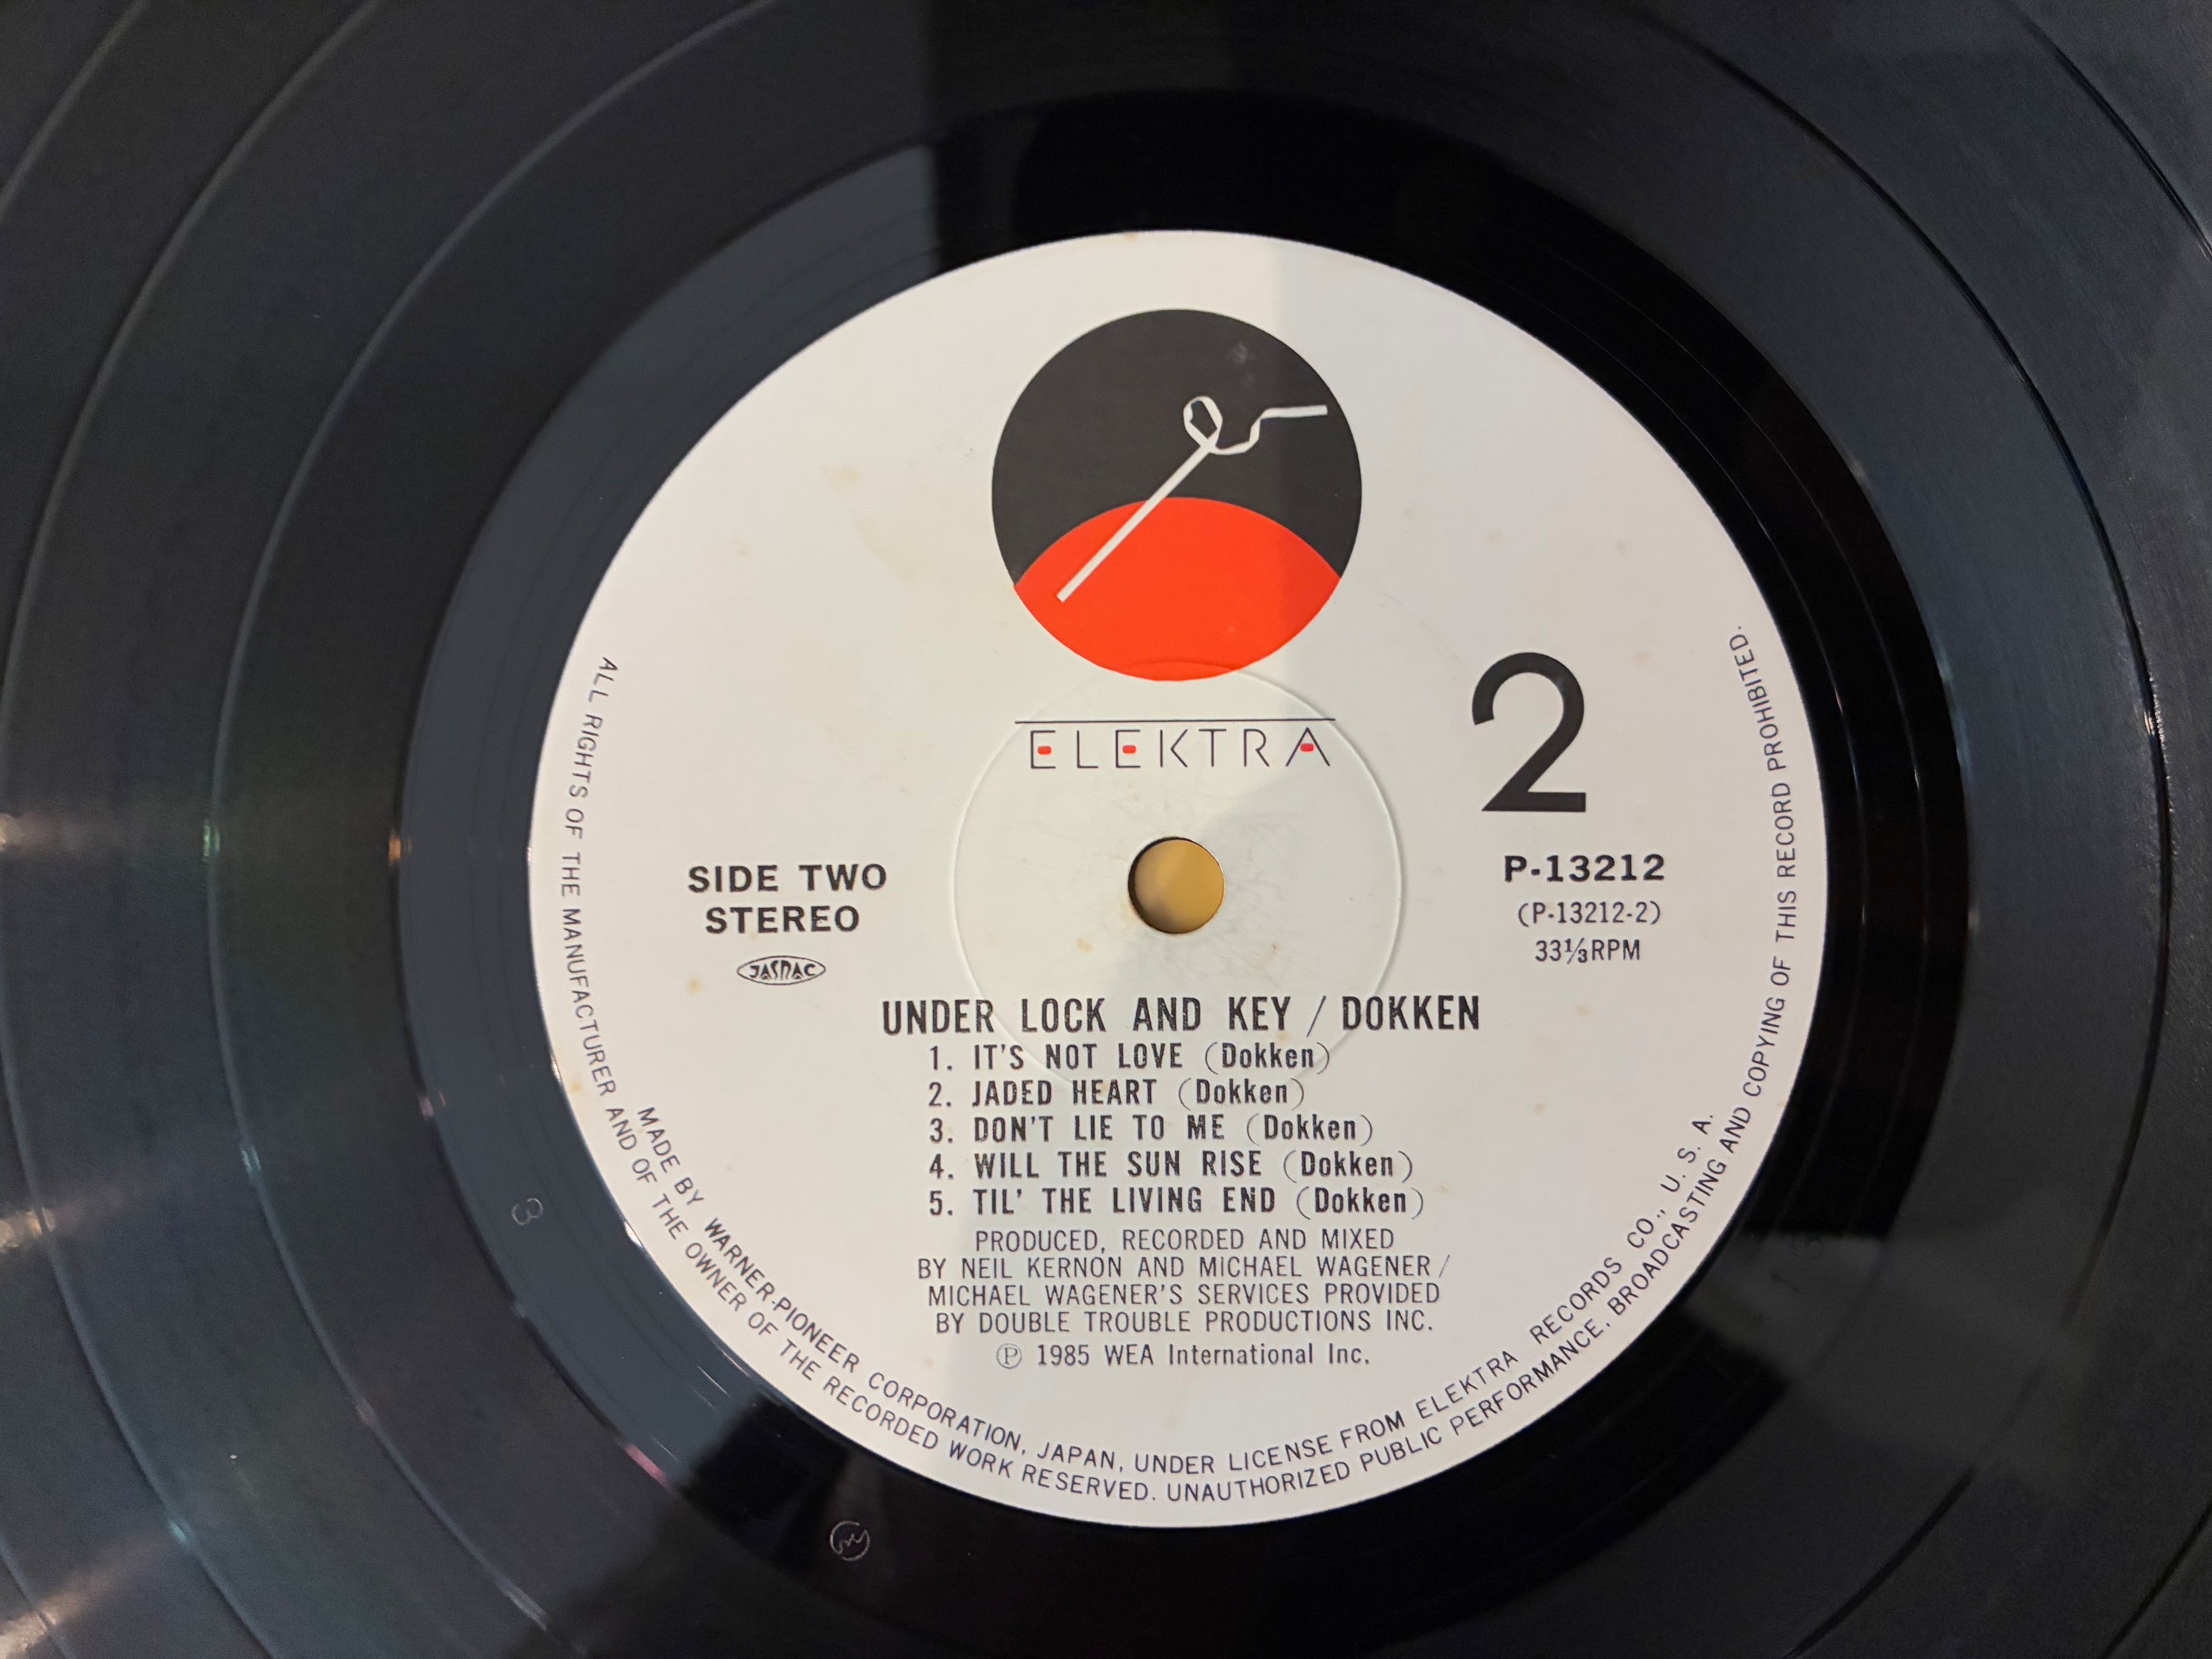 ELEKTRA
2
SIDE TWO
STEREO
JASRAC
P-13212
(P-13212-2)
33⅓RPM
UNDER LOCK AND KEY / DOKKEN
1. IT'S NOT LOVE (Dokken)
2. JADED HEART (Dokken)
3. DON'T LIE TO ME (Dokken)
4. WILL THE SUN RISE (Dokken)
5. TIL' THE LIVING END (Dokken)
PRODUCED, RECORDED AND MIXED
BY NEIL KERNON AND MICHAEL WAGENER/
MICHAEL WAGENER'S SERVICES PROVIDED
BY DOUBLE TROUBLE PRODUCTIONS INC.
Ⓟ 1985 WEA International Inc.
MADE BY WARNER-PIONEER CORPORATION, JAPAN, UNDER LICENSE FROM ELEKTRA RECORDS CO., U. S. A.
ALL RIGHTS OF THE MANUFACTURER AND OF THE OWNER OF THE RECORDED WORK RESERVED. UNAUTHORIZED PUBLIC PERFORMANCE, BROADCASTING AND COPYING OF THIS RECORD PROHIBITED.
3